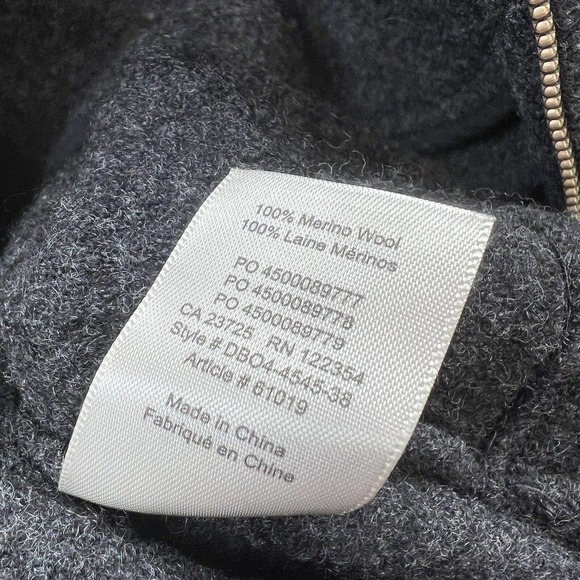 100% Merino Wool
100% Laine Mérinos
PO 4500089777
PO 4500089778
PO 4500089779
CA 23725 RN 122354
Style # DBO4-4545-38
Article # 61019
Made in China
Fabriqué en Chine